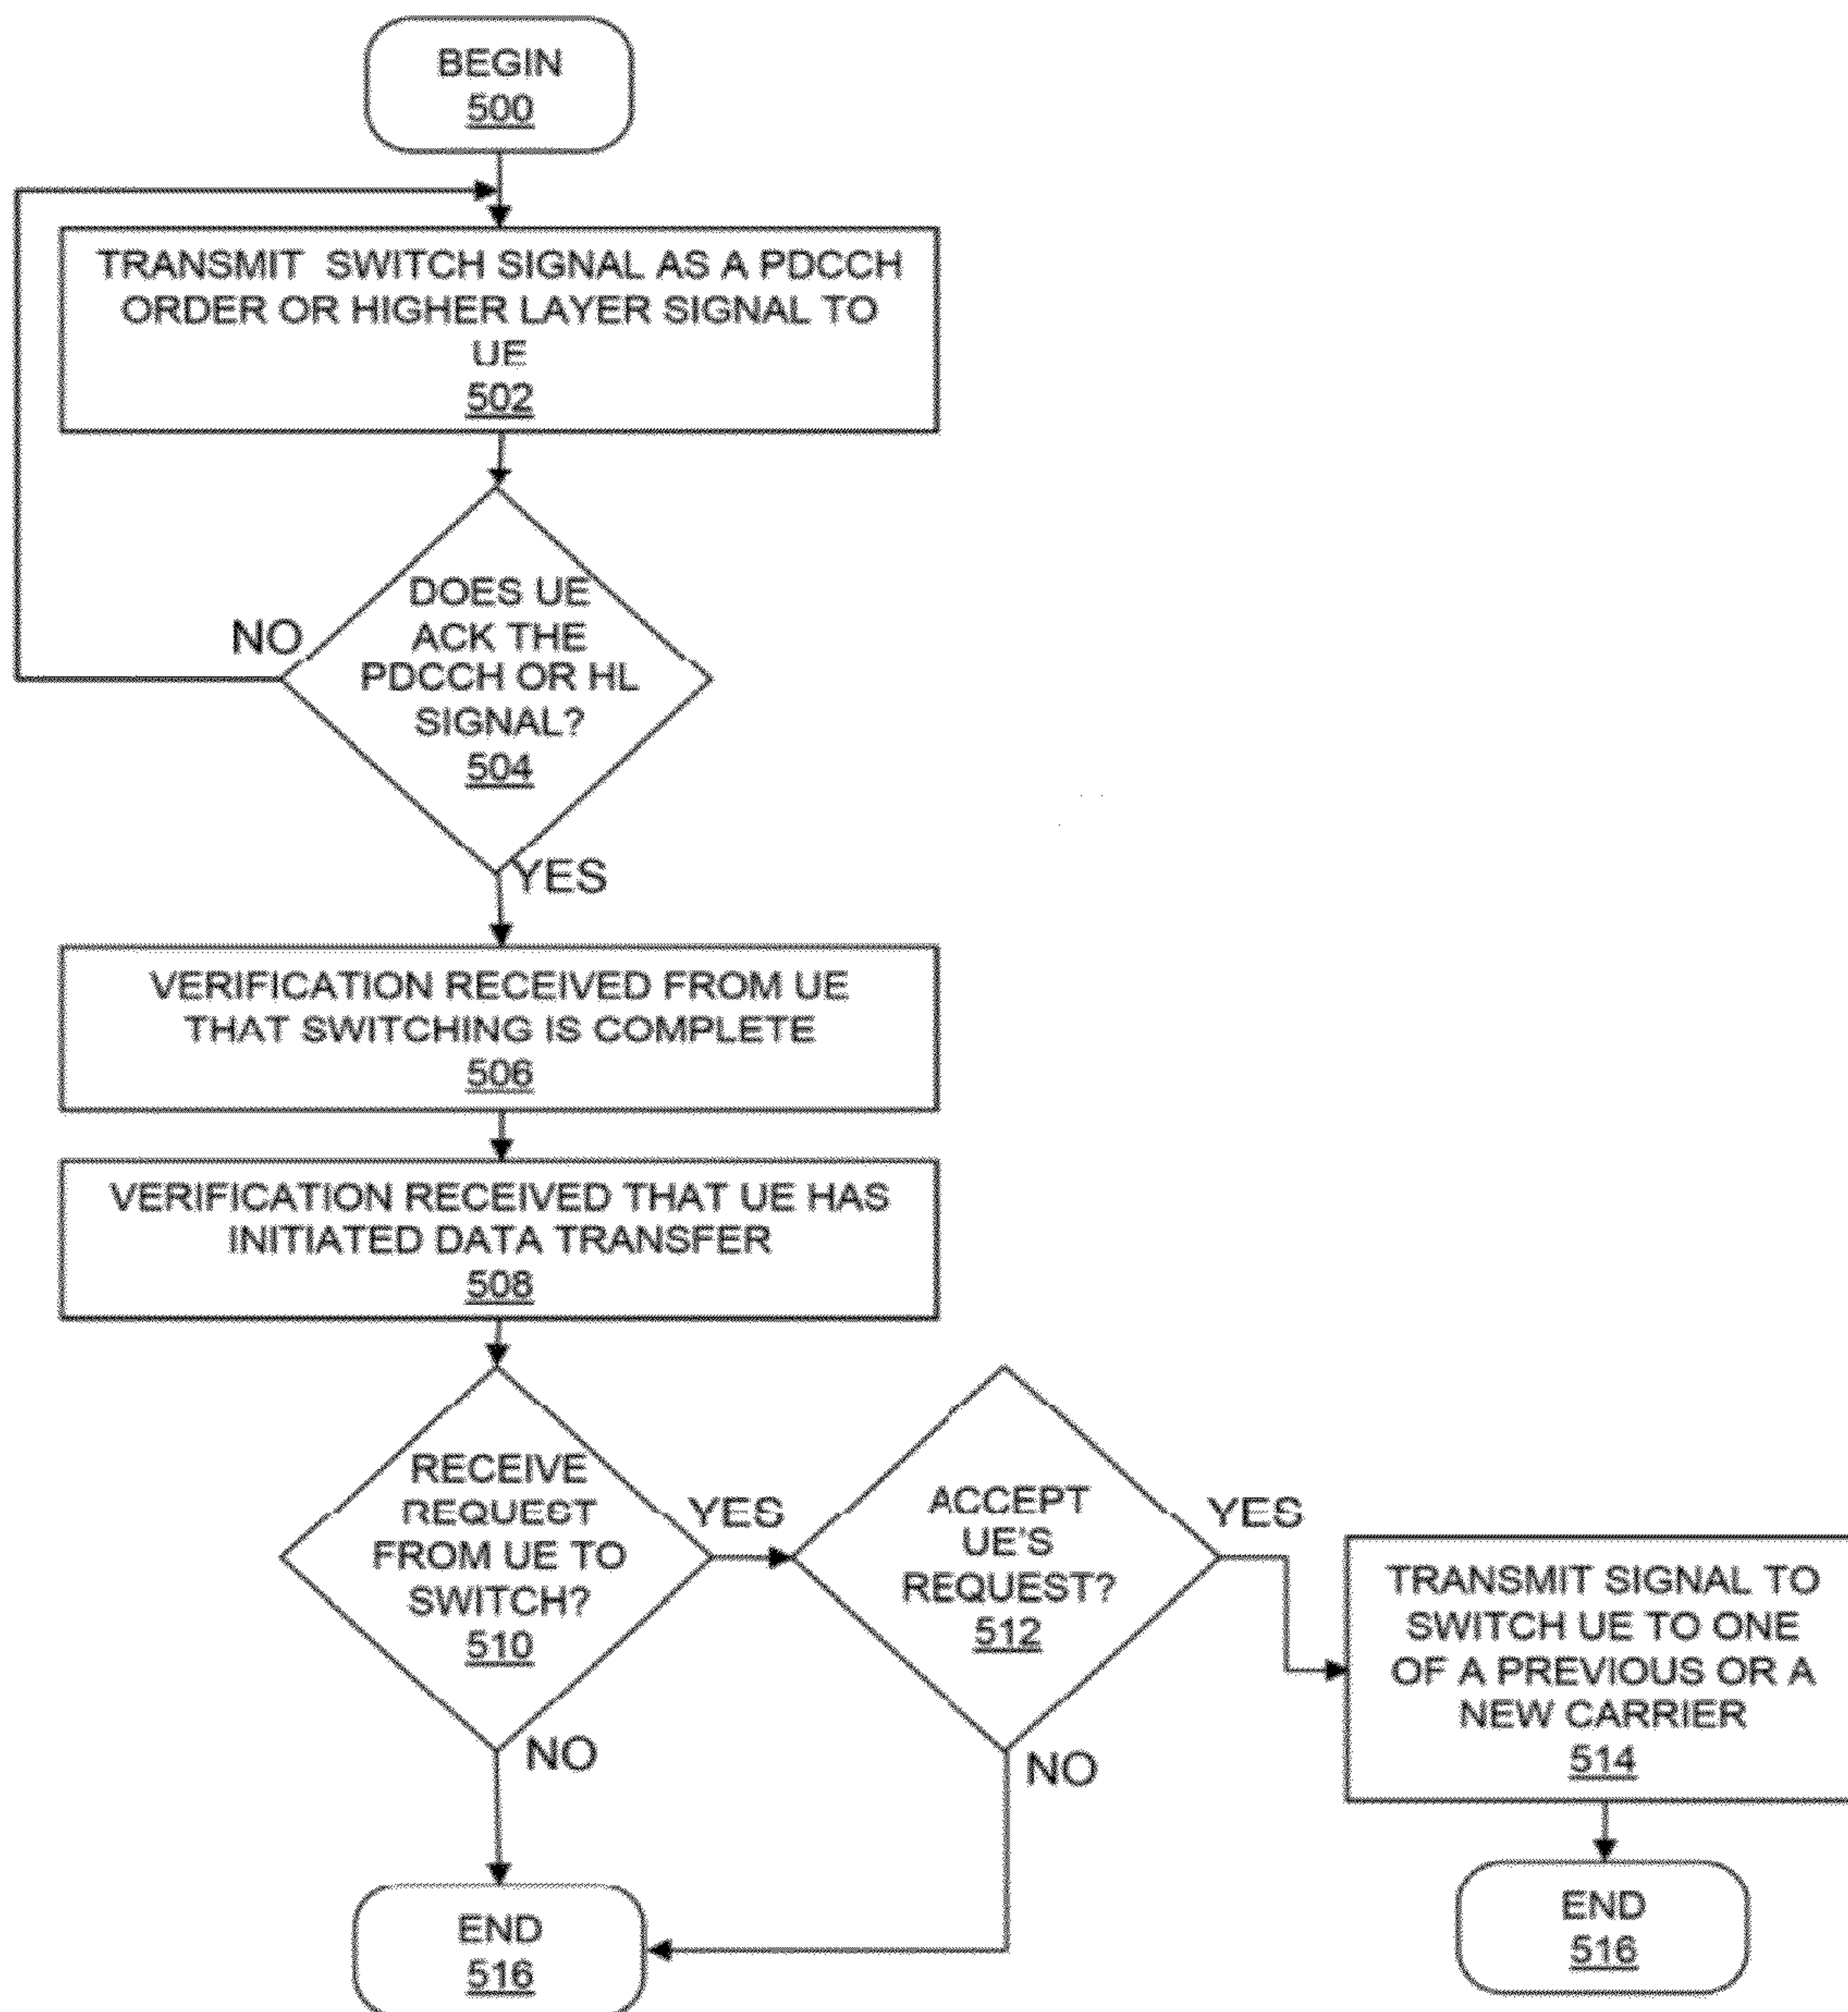 BEGIN
500
TRANSMIT SWITCH SIGNAL AS A PDCCH
ORDER OR HIGHER LAYER SIGNAL TO
UE
502
DOES UE
ACK THE
PDCCH OR HL
SIGNAL?
504
NO
YES
VERIFICATION RECEIVED FROM UE
THAT SWITCHING IS COMPLETE
506
VERIFICATION RECEIVED THAT UE HAS
INITIATED DATA TRANSFER
508
RECEIVE
REQUEST
FROM UE TO
SWITCH?
510
YES
NO
ACCEPT
UE'S
REQUEST?
512
YES
NO
TRANSMIT SIGNAL TO
SWITCH UE TO ONE
OF A PREVIOUS OR A
NEW CARRIER
514
END
516
END
516